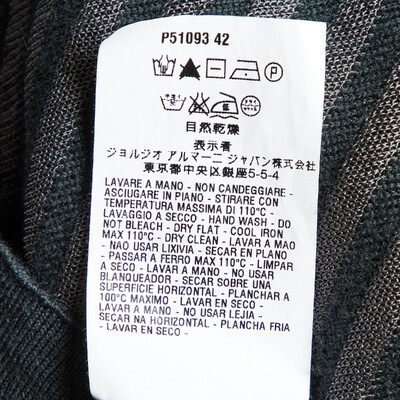 P51093 42
P
自然乾燥
表示者
ジョルジオ アルマーニ ジャパン株式会社
東京都中央区銀座5-5-4
LAVARE A MANO - NON CANDEGGIARE -
ASCIUGARE IN PIANO - STIRARE CON
TEMPERATURA MASSIMA DI 110°C -
LAVAGGIO A SECCO - HAND WASH - DO
NOT BLEACH - DRY FLAT - COOL IRON
MAX 110°C - DRY CLEAN - LAVAR A MAO
- NAO USAR LIXIVIA - SECAR EN PLANO
- PASSAR A FERRO MAX 110°C - LIMPAR
A SECO - LAVAR A MANO - NO USAR
BLANQUEADOR - SECAR SOBRE UNA
SUPERFICIE HORIZONTAL - PLANCHAR A
100°C MAXIMO - LAVAR EN SECO -
LAVAR A MANO - NO USAR LEJIA -
SECAR NA HORIZONTAL - PLANCHA FRIA
- LAVAR EN SECO -